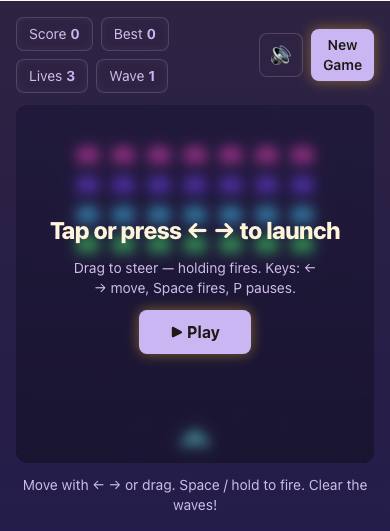 Score 0
Best 0
Lives 3
Wave 1
New
Game
Tap or press ← → to launch
Drag to steer — holding fires. Keys: ←
→ move, Space fires, P pauses.
Play
Move with ← → or drag. Space / hold to fire. Clear the
waves!